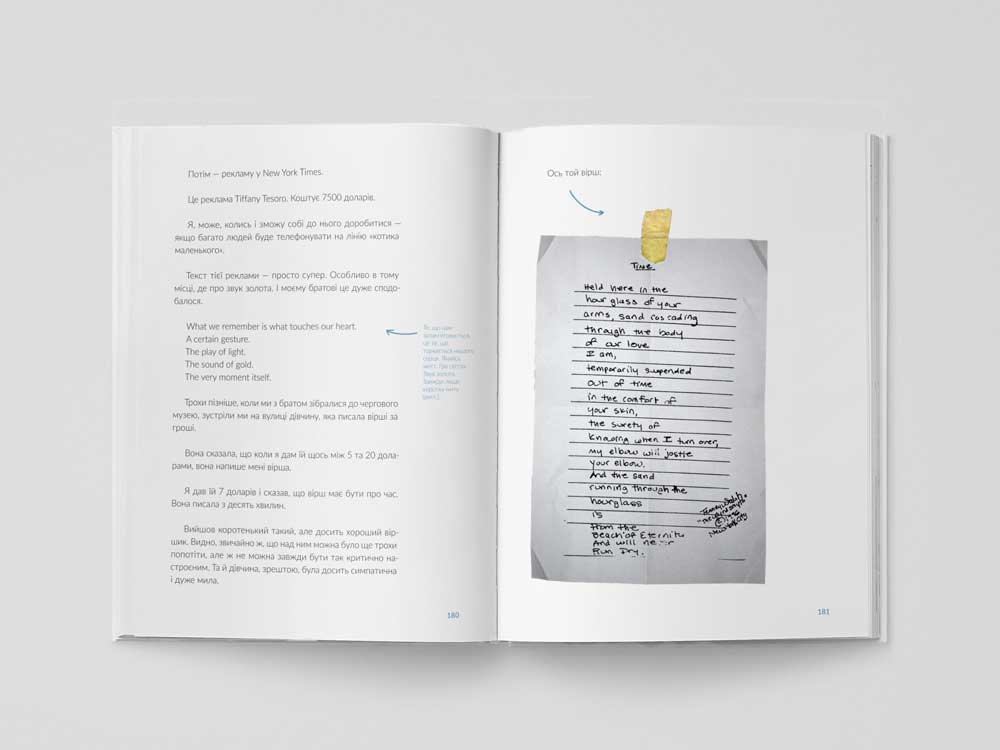 Потім — рекламу у New York Times.
Це реклама Tiffany Tesoro. Коштує 7500 доларів.
Я, може, колись і зможу собі до нього доробитися —
якщо багато людей буде телефонувати на лінію «котика
маленького».
Текст тієї реклами — просто супер. Особливо в тому
місці, де про звук золота. І моєму братові це дуже сподо-
балося.
What we remember is what touches our heart.
A certain gesture.
The play of light.
The sound of gold.
The very moment itself.
Трохи пізніше, коли ми з братом зібралися до чергового
музею, зустріли ми на вулиці дівчину, яка писала вірші за
гроші.
Вона сказала, що коли я дам їй щось між 5 та 20 дола-
рами, вона напише мені вірша.
Я дав їй 7 доларів і сказав, що вірш має бути про час.
Вона писала з десять хвилин.
Вийшов коротенький такий, але досить хороший вір-
шик. Видно, звичайно ж, що над ним можна було ще трохи
попотіти, але ж не можна завжди бути так критично на-
строєним. Та й дівчина, зрештою, була досить симпатична
і дуже мила.
180
Ось той вірш:
Time
Held here in the
hour glass of your
arms, sand cascading
through the body
of our love
I am,
temporarily suspended
out of time
in the comfort of
your skin,
the surety of
knowing when I turn over,
my elbow will jostle
your elbow.
And the sand
running through the
hourglass
is
from the
Beach of Eternity
And will
Run Dry.
New York City
181